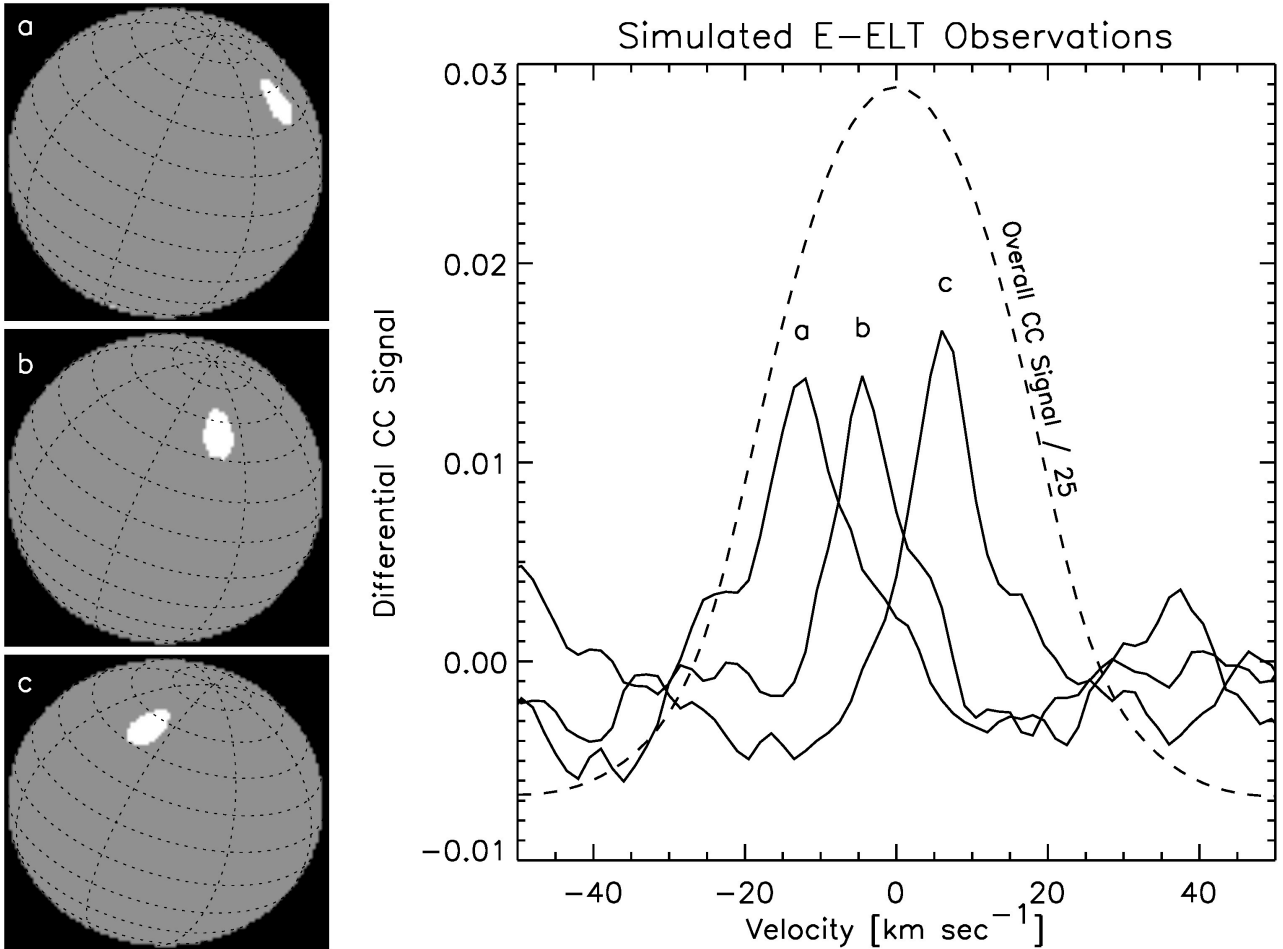 a
b
c
Simulated E-ELT Observations
0.03
0.02
0.01
0.00
-0.01
Differential CC Signal
a
b
c
Overall CC Signal / 25
-40
-20
0
20
40
Velocity [km sec⁻¹]